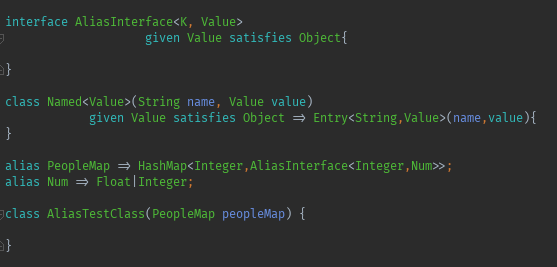 interface AliasInterface<K, Value>
given Value satisfies Object{
}
class Named<Value>(String name, Value value)
given Value satisfies Object => Entry<String,Value>(name,value){
}
alias PeopleMap => HashMap<Integer,AliasInterface<Integer,Num>>;
alias Num => Float|Integer;
class AliasTestClass(PeopleMap peopleMap) {
}